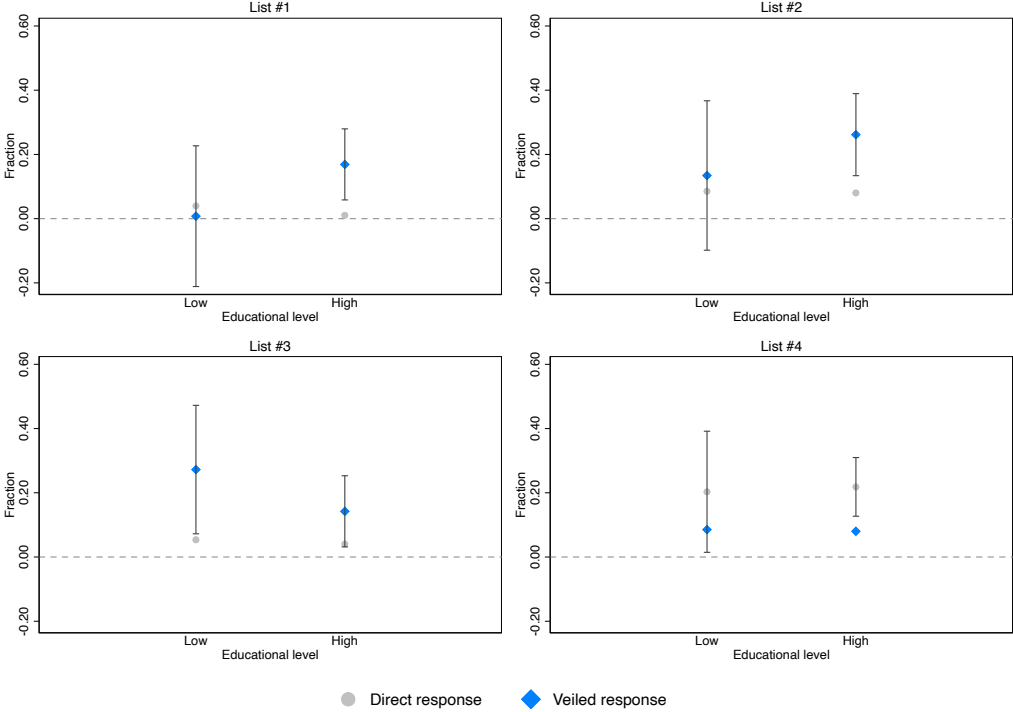 List #1
0.60
0.40
0.20
0.00
-0.20
Fraction
Low High
Educational level
List #2
0.60
0.40
0.20
0.00
-0.20
Fraction
Low High
Educational level
List #3
0.60
0.40
0.20
0.00
-0.20
Fraction
Low High
Educational level
List #4
0.60
0.40
0.20
0.00
-0.20
Fraction
Low High
Educational level
Direct response Veiled response